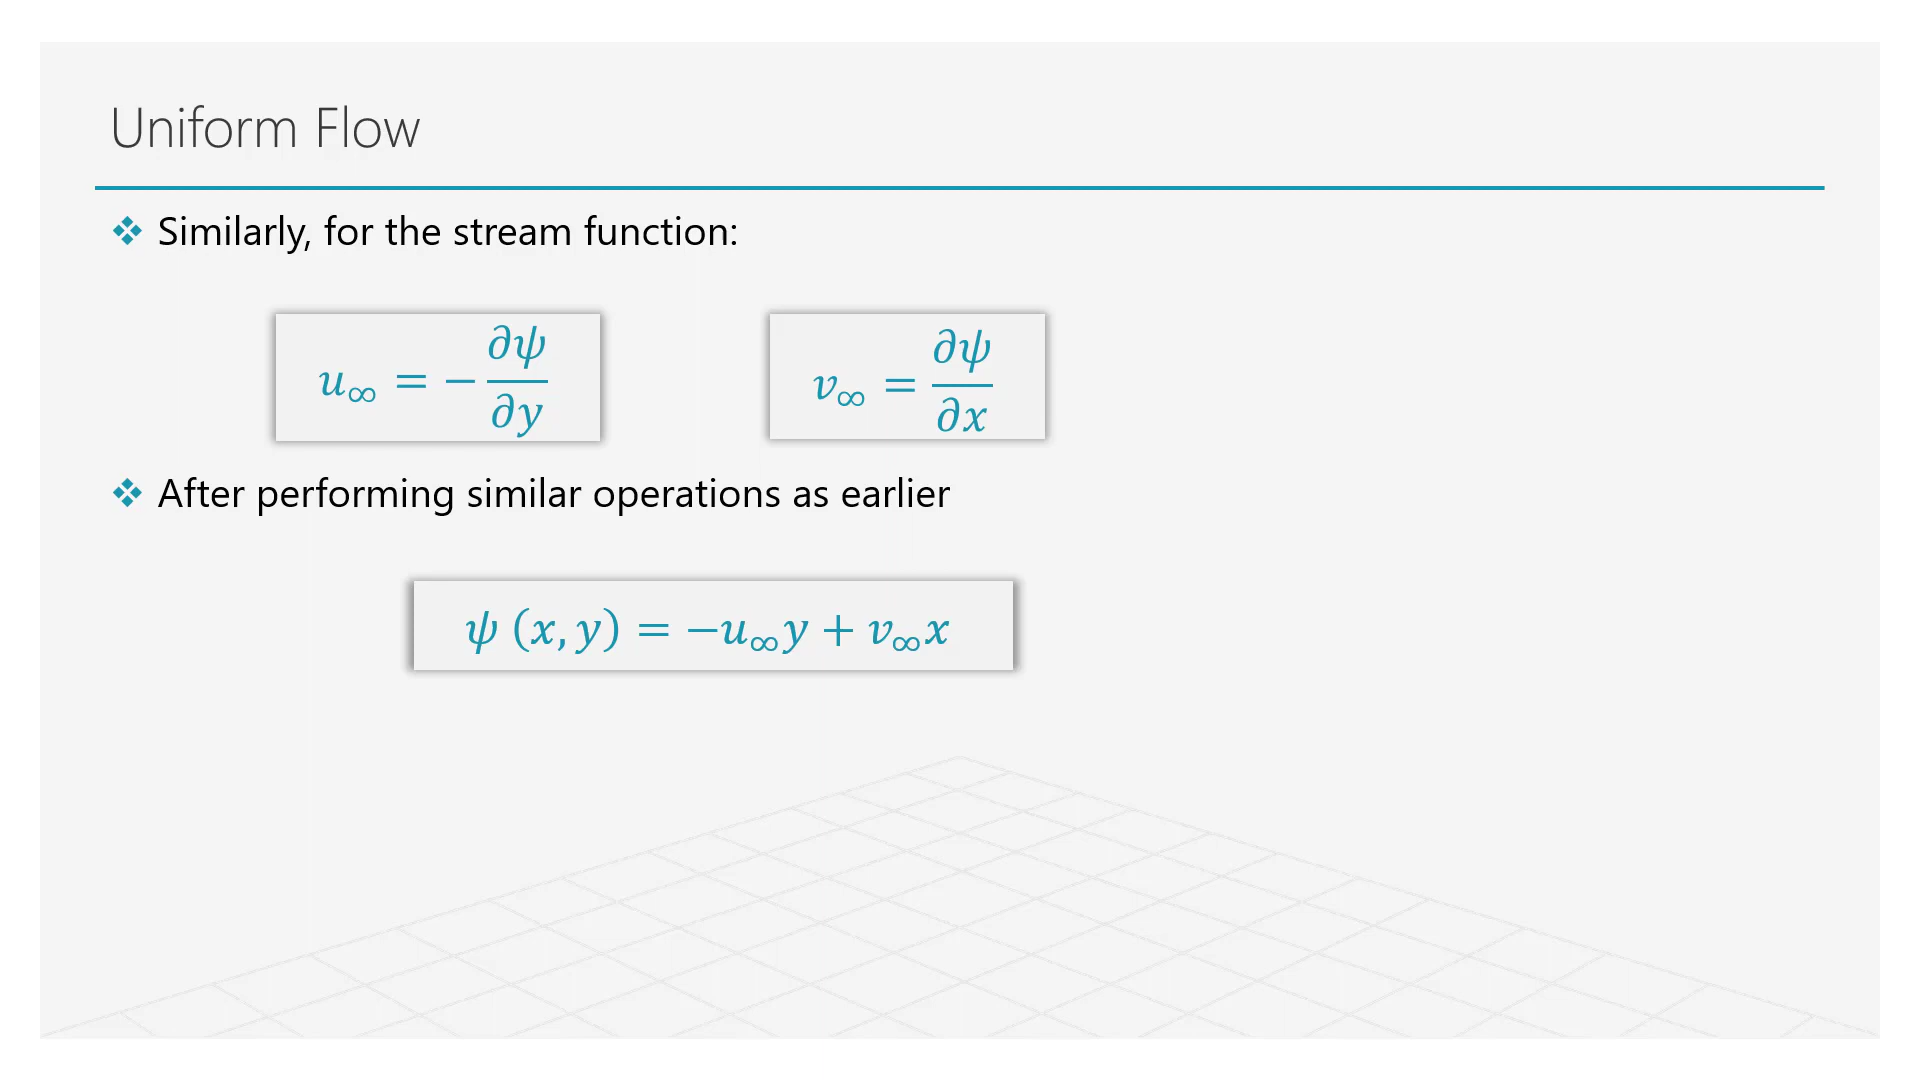 Uniform Flow
❖ Similarly, for the stream function:
u∞ = −∂ψ/∂y
v∞ = ∂ψ/∂x
❖ After performing similar operations as earlier
ψ (x, y) = −u∞y + v∞x